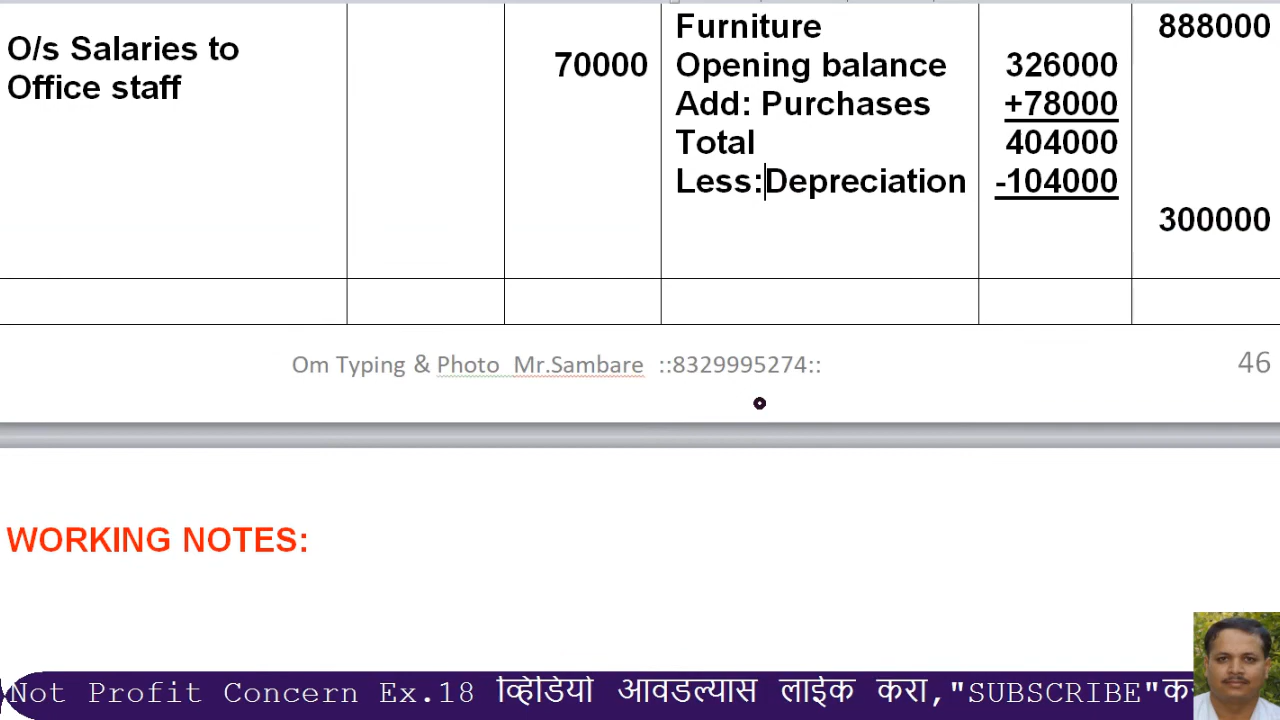 O/s Salaries to
Office staff
70000
Furniture
888000
Opening balance 326000
Add: Purchases +78000
Total 404000
Less:Depreciation -104000
300000
Om Typing & Photo Mr.Sambare ::8329995274::
46
WORKING NOTES:
Not Profit Concern Ex.18 व्हिडियो आवडल्यास लाईक करा,"SUBSCRIBE"क